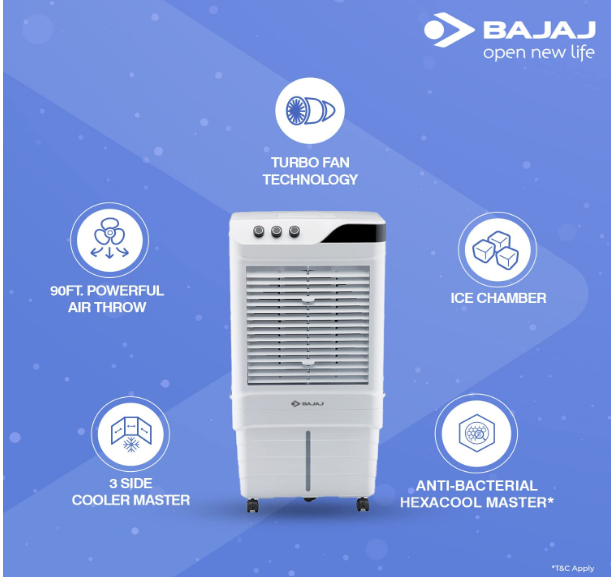 BAJAJ
open new life
TURBO FAN
TECHNOLOGY
90FT. POWERFUL
AIR THROW
ICE CHAMBER
BAJAJ
3 SIDE
COOLER MASTER
ANTI-BACTERIAL
HEXACOOL MASTER*
*T&C Apply